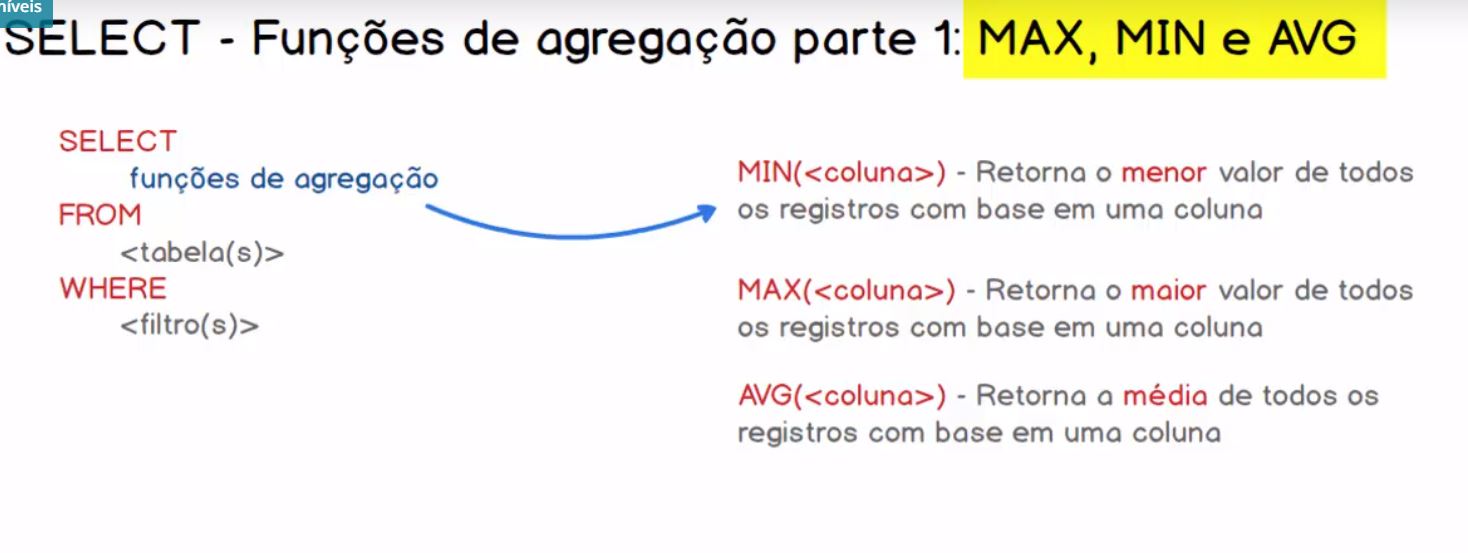 níveis
SELECT - Funções de agregação parte 1: MAX, MIN e AVG
SELECT
funções de agregação
FROM
<tabela(s)>
WHERE
<filtro(s)>
MIN(<coluna>) - Retorna o menor valor de todos
os registros com base em uma coluna
MAX(<coluna>) - Retorna o maior valor de todos
os registros com base em uma coluna
AVG(<coluna>) - Retorna a média de todos os
registros com base em uma coluna